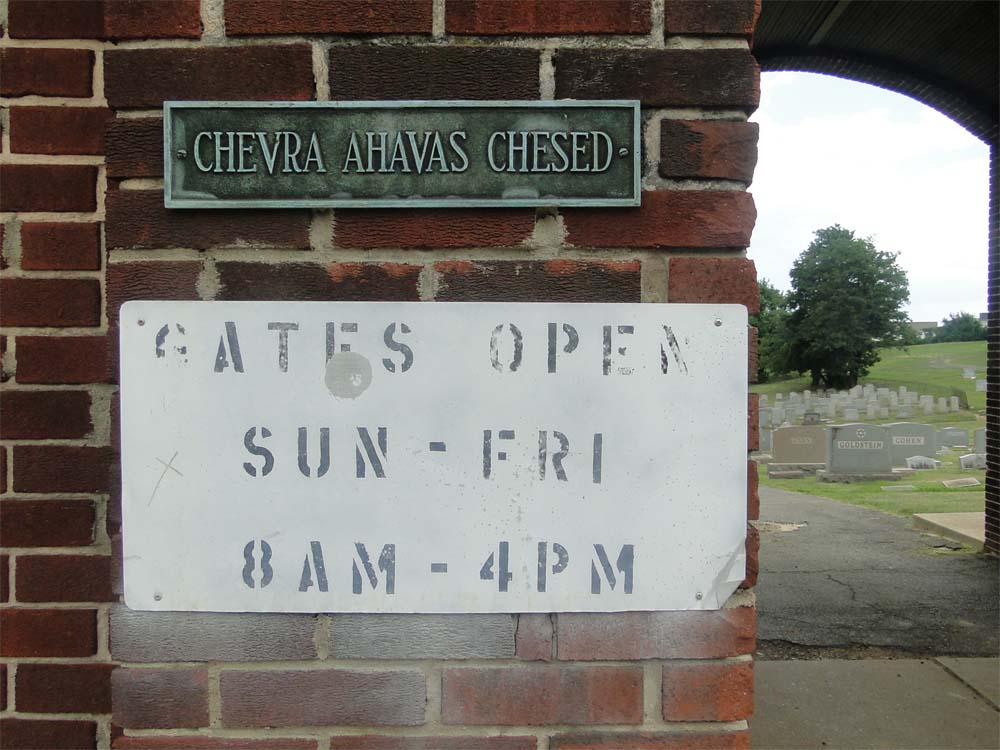 CHEVRA AHAVAS CHESED
GATES OPEN
SUN - FRI
8AM - 4PM
GOLDSTEIN
COHEN